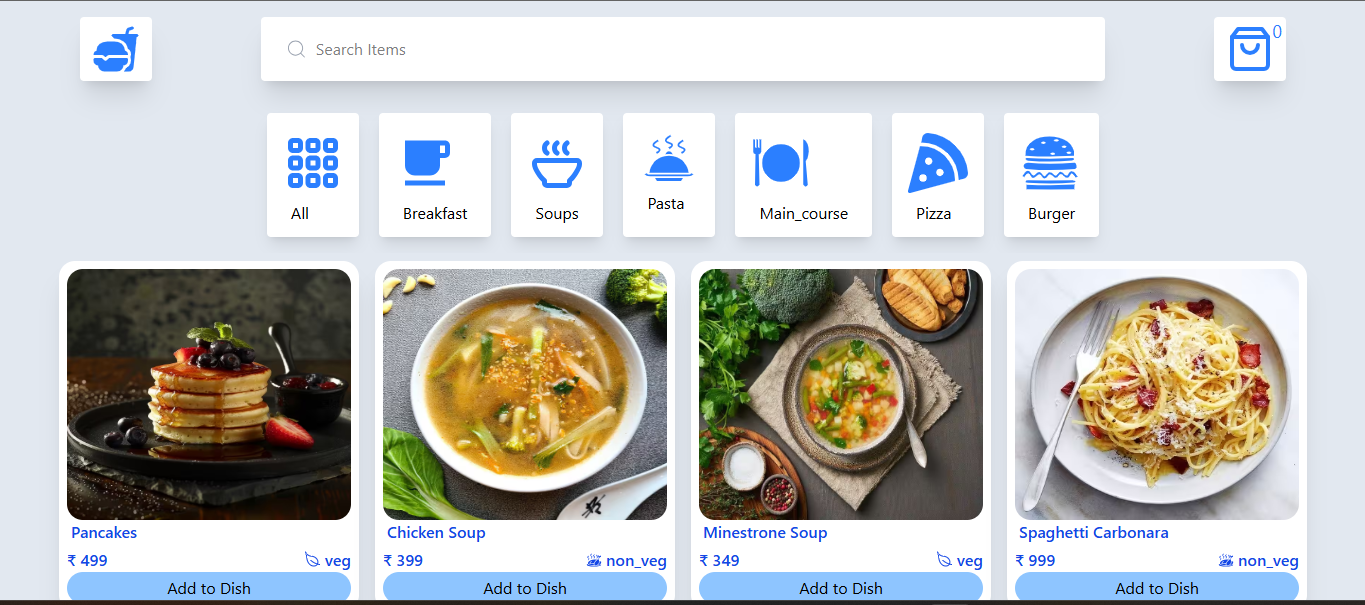 Search Items
0
All
Breakfast
Soups
Pasta
Main_course
Pizza
Burger
Pancakes
₹ 499
veg
Add to Dish
Chicken Soup
₹ 399
non_veg
Add to Dish
Minestrone Soup
₹ 349
veg
Add to Dish
Spaghetti Carbonara
₹ 999
non_veg
Add to Dish